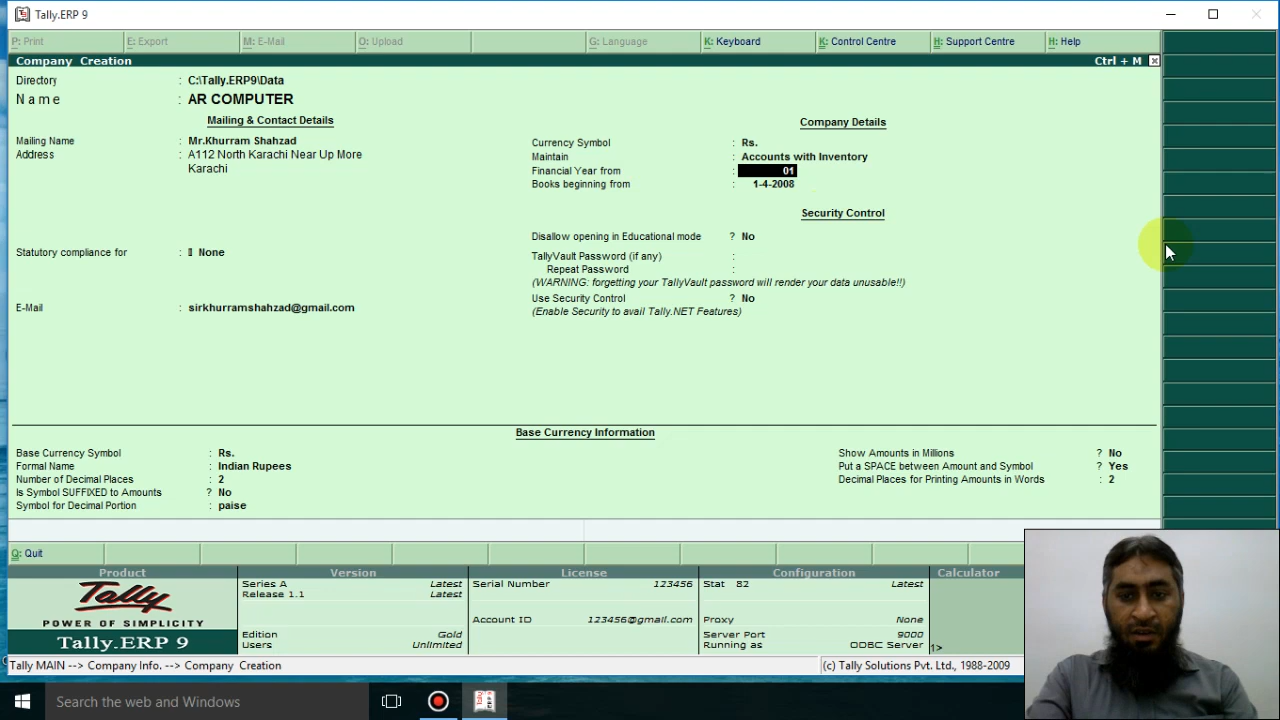 Tally.ERP 9
P: Print
E: Export
M: E-Mail
O: Upload
G: Language
K: Keyboard
K: Control Centre
H: Support Centre
H: Help
Company Creation
Ctrl + M
Directory : C:\Tally.ERP9\Data
Name : AR COMPUTER
Mailing & Contact Details
Mailing Name : Mr.Khurram Shahzad
Address : A112 North Karachi Near Up More
Karachi
Statutory compliance for : None
E-Mail : sirkhurramshahzad@gmail.com
Company Details
Currency Symbol : Rs.
Maintain : Accounts with Inventory
Financial Year from : 01
Books beginning from : 1-4-2008
Security Control
Disallow opening in Educational mode ? No
TallyVault Password (if any) :
Repeat Password :
(WARNING: forgetting your TallyVault password will render your data unusable!!)
Use Security Control ? No
(Enable Security to avail Tally.NET Features)
Base Currency Information
Base Currency Symbol : Rs.
Formal Name : Indian Rupees
Number of Decimal Places : 2
Is Symbol SUFFIXED to Amounts ? No
Symbol for Decimal Portion : paise
Show Amounts in Millions ? No
Put a SPACE between Amount and Symbol ? Yes
Decimal Places for Printing Amounts in Words : 2
Q: Quit
Product
Tally
POWER OF SIMPLICITY
Tally.ERP 9
Version
Series A Latest
Release 1.1 Latest
Edition Gold
Users Unlimited
License
Serial Number 123456
Account ID 123456@gmail.com
Configuration
Stat 82 Latest
Proxy None
Server Port 9000
Running as ODBC Server
Calculator
1>
Tally MAIN --> Company Info. --> Company Creation
(c) Tally Solutions Pvt. Ltd., 1988-2009
Search the web and Windows